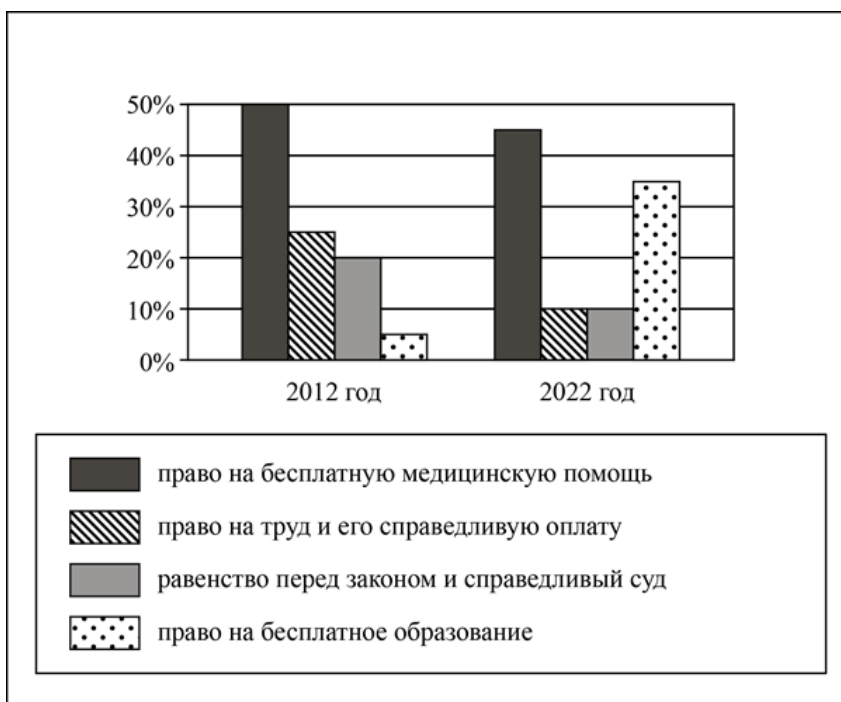 50%
40%
30%
20%
10%
0%
2012 год
2022 год
право на бесплатную медицинскую помощь
право на труд и его справедливую оплату
равенство перед законом и справедливый суд
право на бесплатное образование